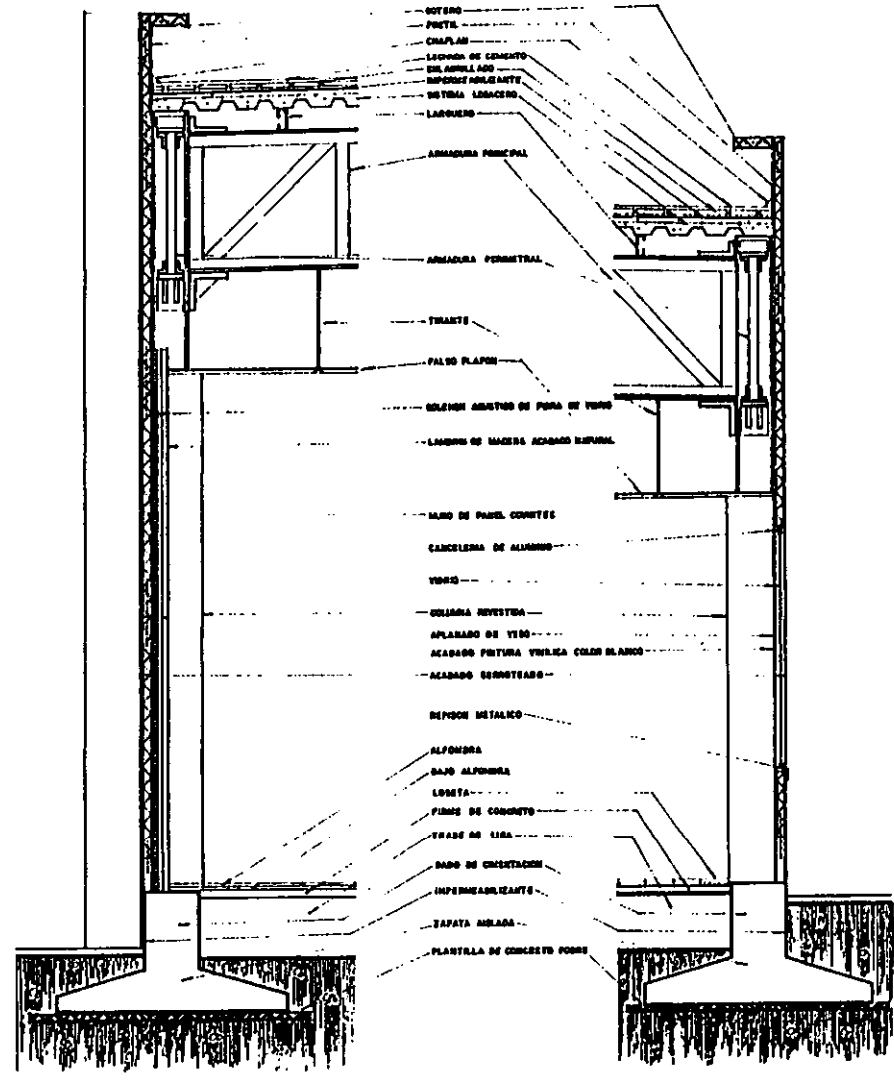 GOTERO
PRETIL
CHAFLAN
LECHADA DE CEMENTO
ENLADRILLADO
IMPERMEABILIZANTE
SISTEMA LOSACERO
LARGUERO
ARMADURA PRINCIPAL
ARMADURA PERIMETRAL
TIRANTE
FALSO PLAFON
COLCHON ACUSTICO DE FIBRA DE VIDRIO
LAMBRIN DE MADERA ACABADO NATURAL
MURO DE PANEL COVINTEC
CANCELERIA DE ALUMINIO
VIDRIO
COLUMNA REVESTIDA
APLANADO DE YESO
ACABADO PINTURA VINILICA COLOR BLANCO
ACABADO SERROTEADO
REPISON METALICO
ALFOMBRA
BAJO ALFOMBRA
LOSETA
FIRME DE CONCRETO
TRABE DE LIGA
DADO DE CIMENTACION
IMPERMEABILIZANTE
ZAPATA AISLADA
PLANTILLA DE CONCRETO POBRE